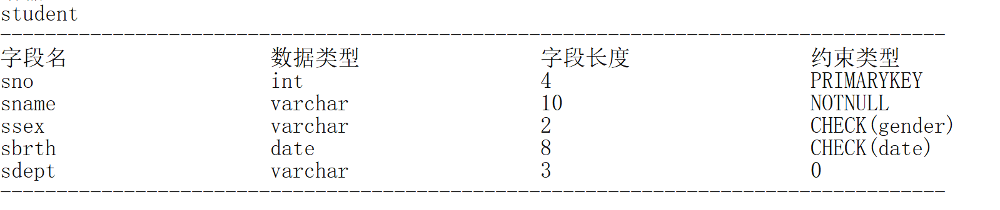 student
------------------------------------------------------------------------------------
字段名 数据类型 字段长度 约束类型
sno int 4 PRIMARYKEY
sname varchar 10 NOTNULL
ssex varchar 2 CHECK(gender)
sbrth date 8 CHECK(date)
sdept varchar 3 0
------------------------------------------------------------------------------------